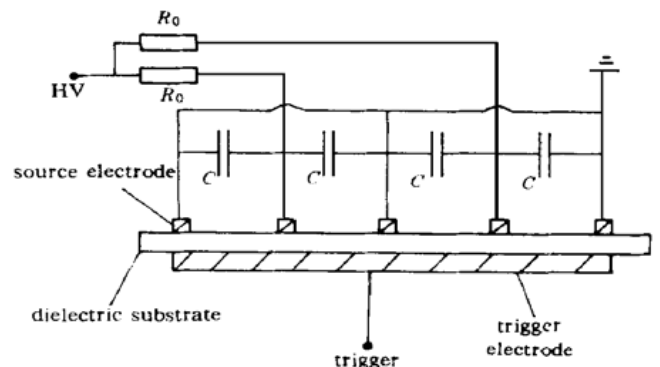 R₀
HV
R₀
C
C
C
C
source electrode
dielectric substrate
trigger
electrode
trigger